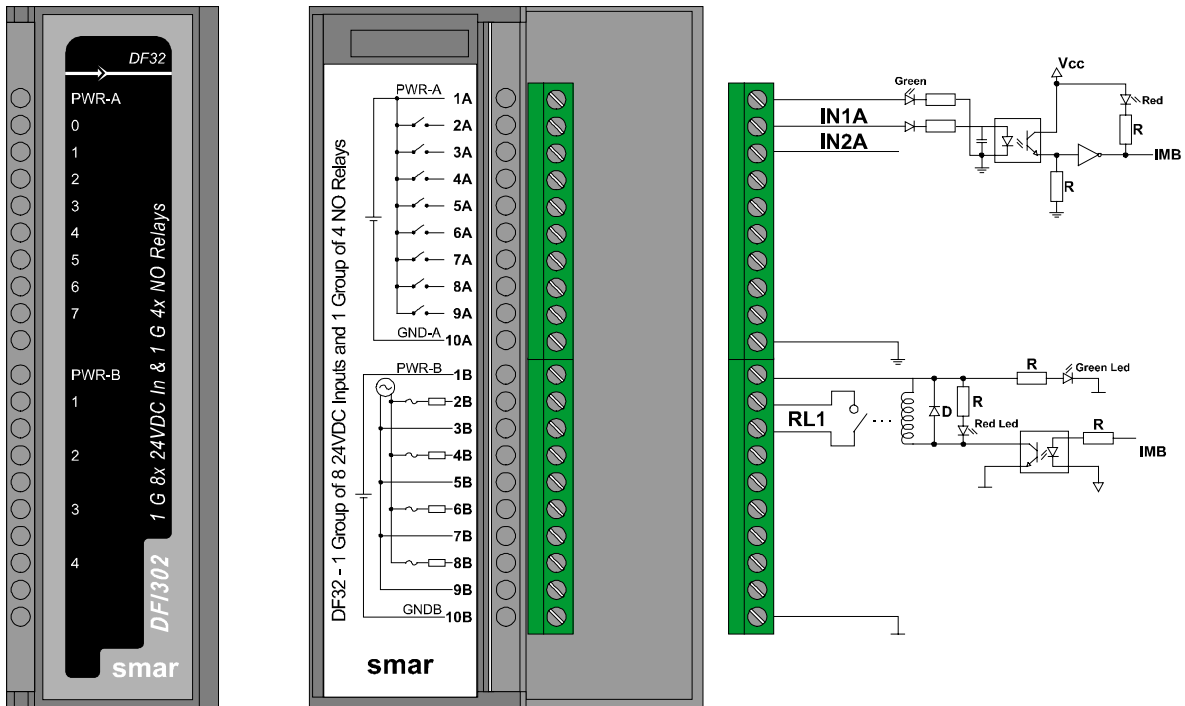 DF32
PWR-A
0
1
2
3
4
5
6
7
PWR-B
1
2
3
4
1 G 8x 24VDC In & 1 G 4x NO Relays
DFI302
smar
DF32 - 1 Group of 8 24VDC Inputs and 1 Group of 4 NO Relays
PWR-A
1A
2A
3A
4A
5A
6A
7A
8A
9A
GND-A
10A
PWR-B
1B
2B
3B
4B
5B
6B
7B
8B
9B
GNDB
10B
smar
Green
IN1A
IN2A
Vcc
Red
R
IMB
R
R
Green Led
RL1
D
R
Red Led
R
IMB